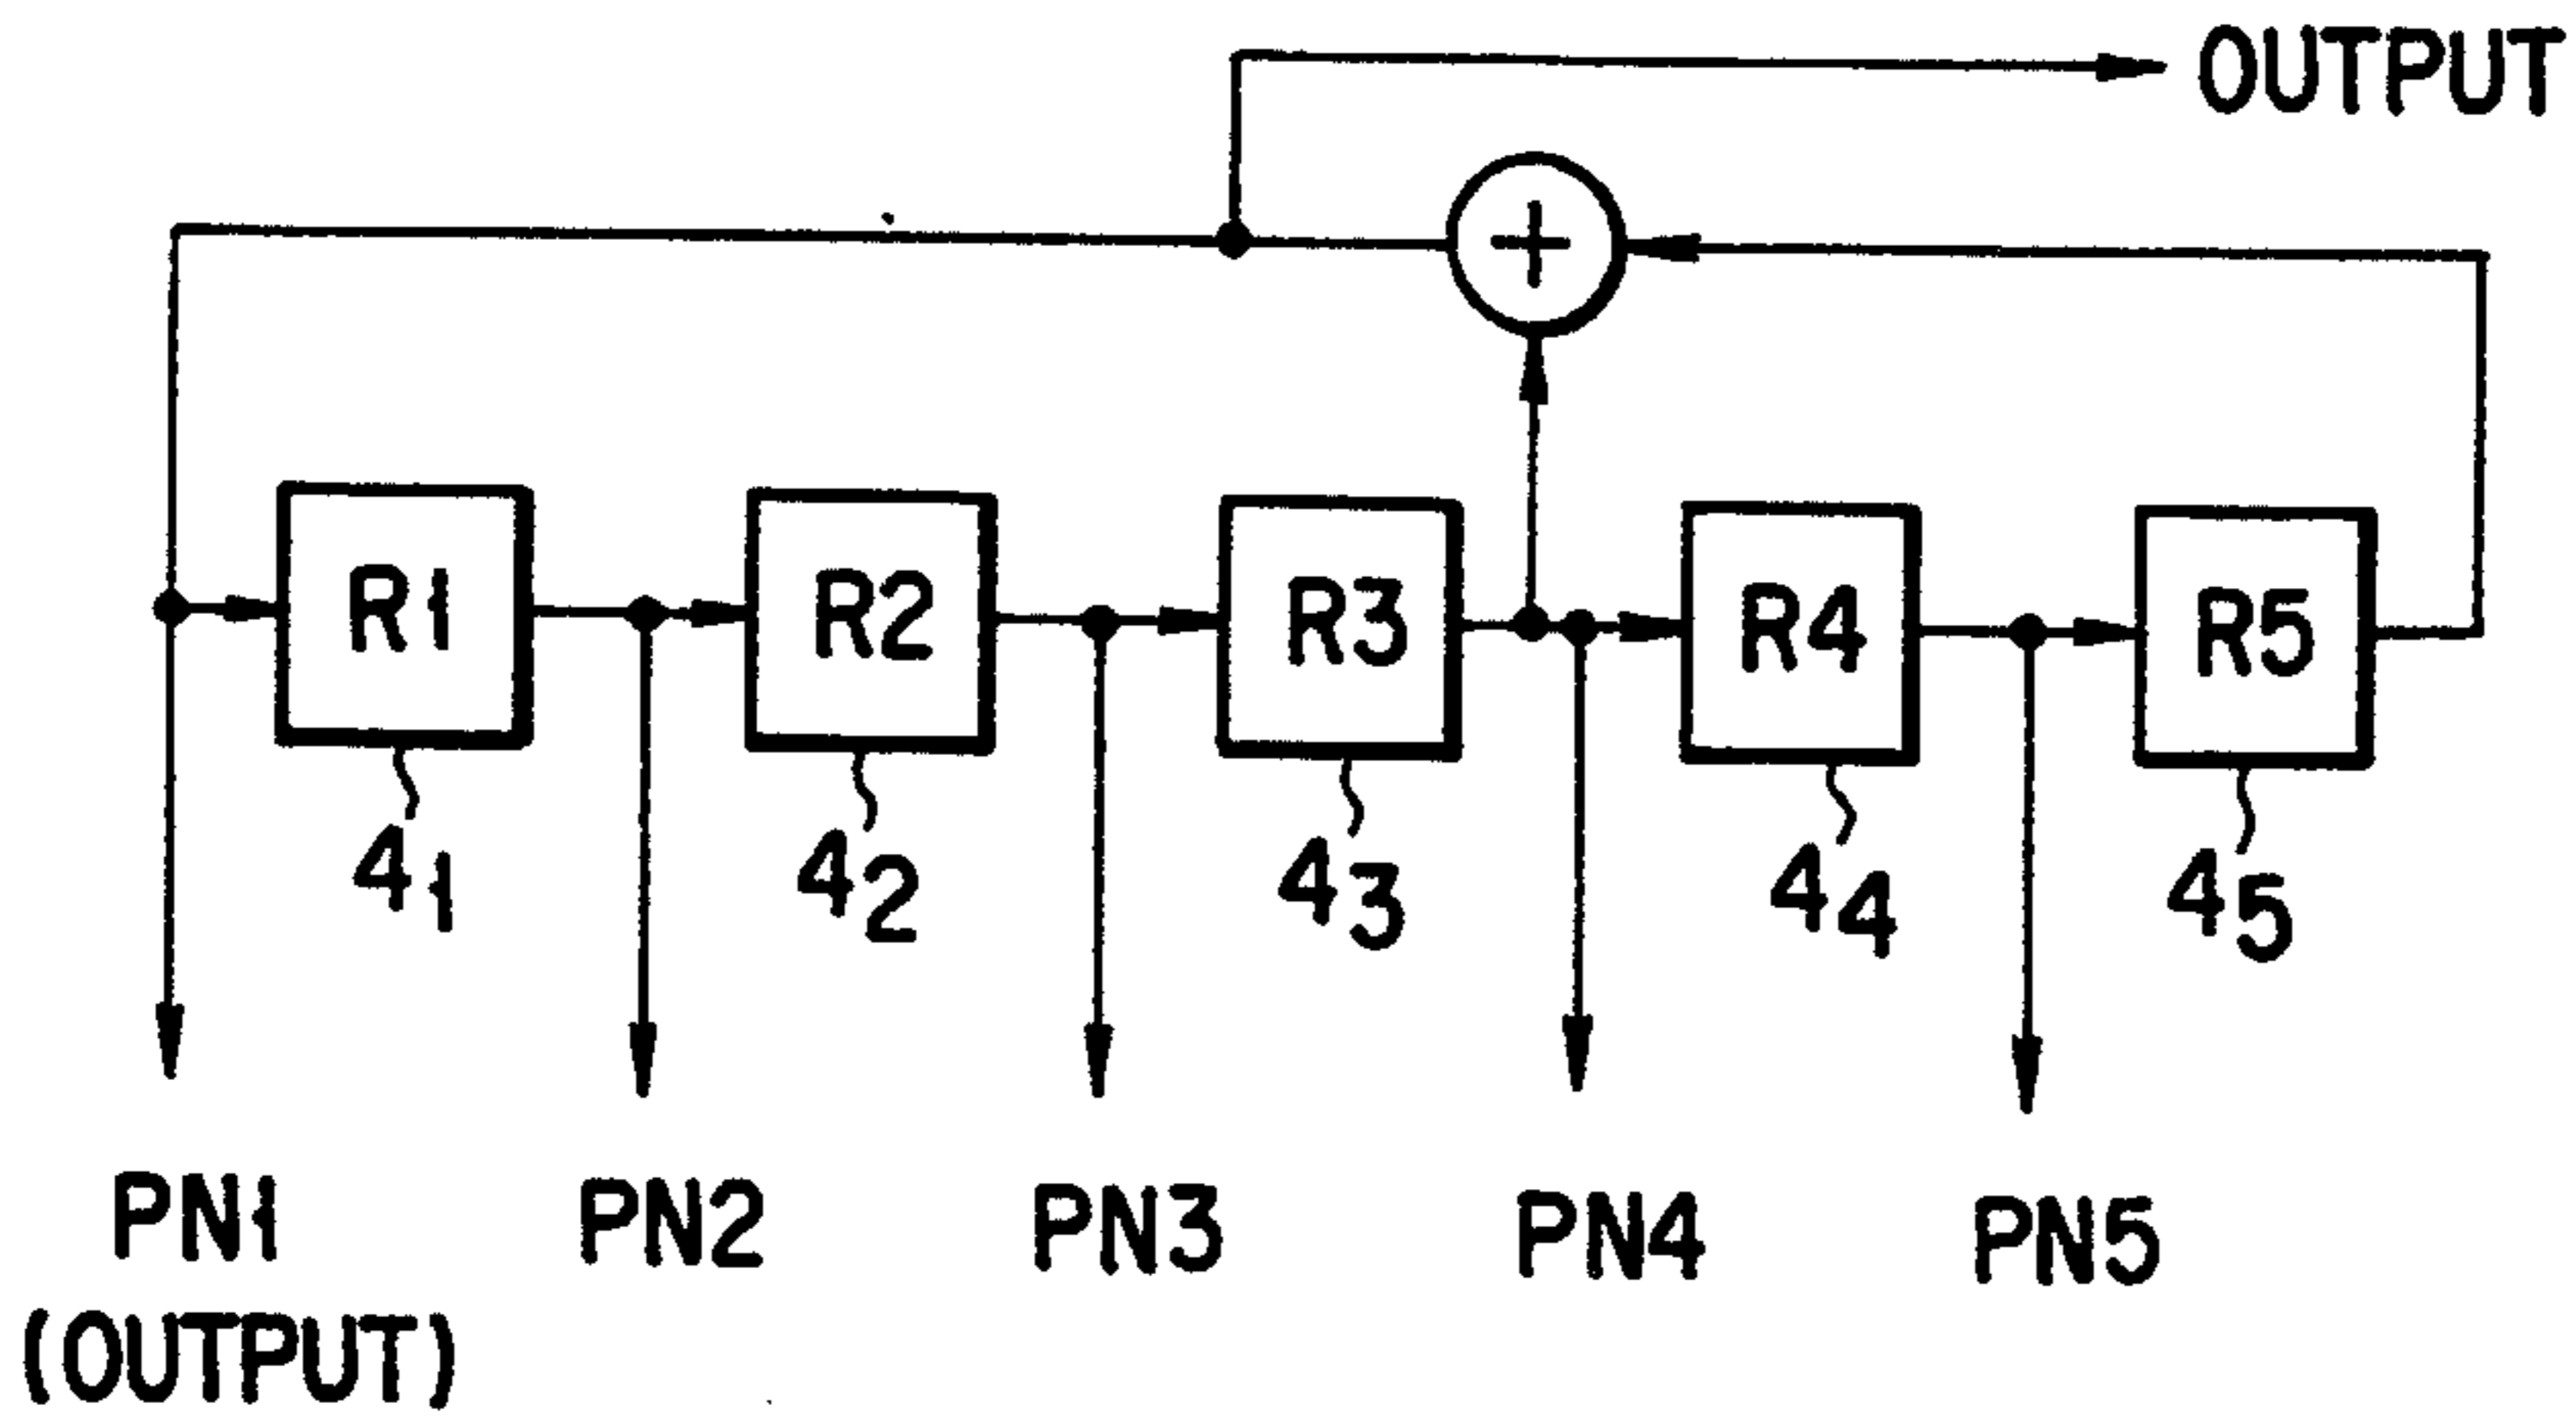 OUTPUT
+
R1 R2 R3 R4 R5
4₁ 4₂ 4₃ 4₄ 4₅
PN1 PN2 PN3 PN4 PN5
(OUTPUT)